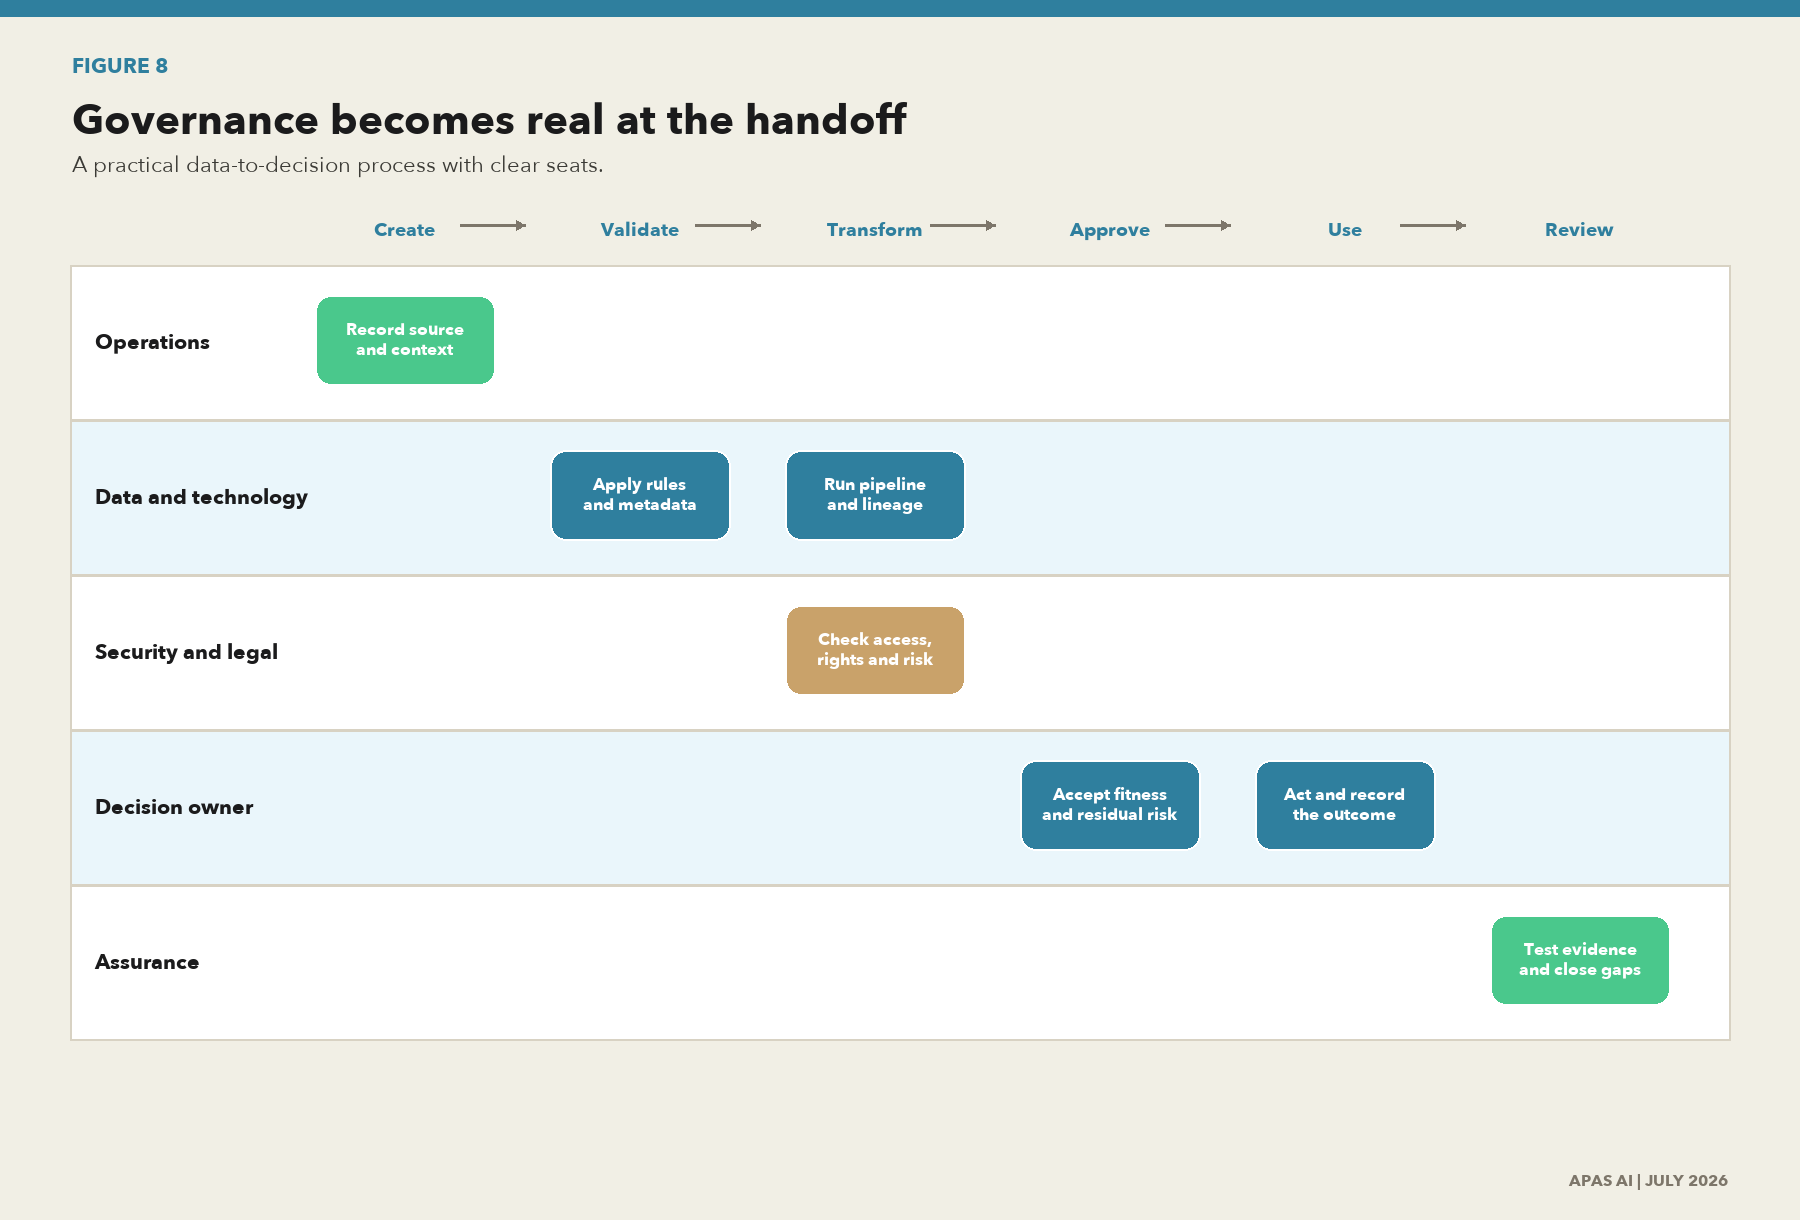 FIGURE 8
Governance becomes real at the handoff
A practical data-to-decision process with clear seats.
Create
Validate
Transform
Approve
Use
Review
Operations
Record source
and context
Data and technology
Apply rules
and metadata
Run pipeline
and lineage
Security and legal
Check access,
rights and risk
Decision owner
Accept fitness
and residual risk
Act and record
the outcome
Assurance
Test evidence
and close gaps
APAS AI | JULY 2026